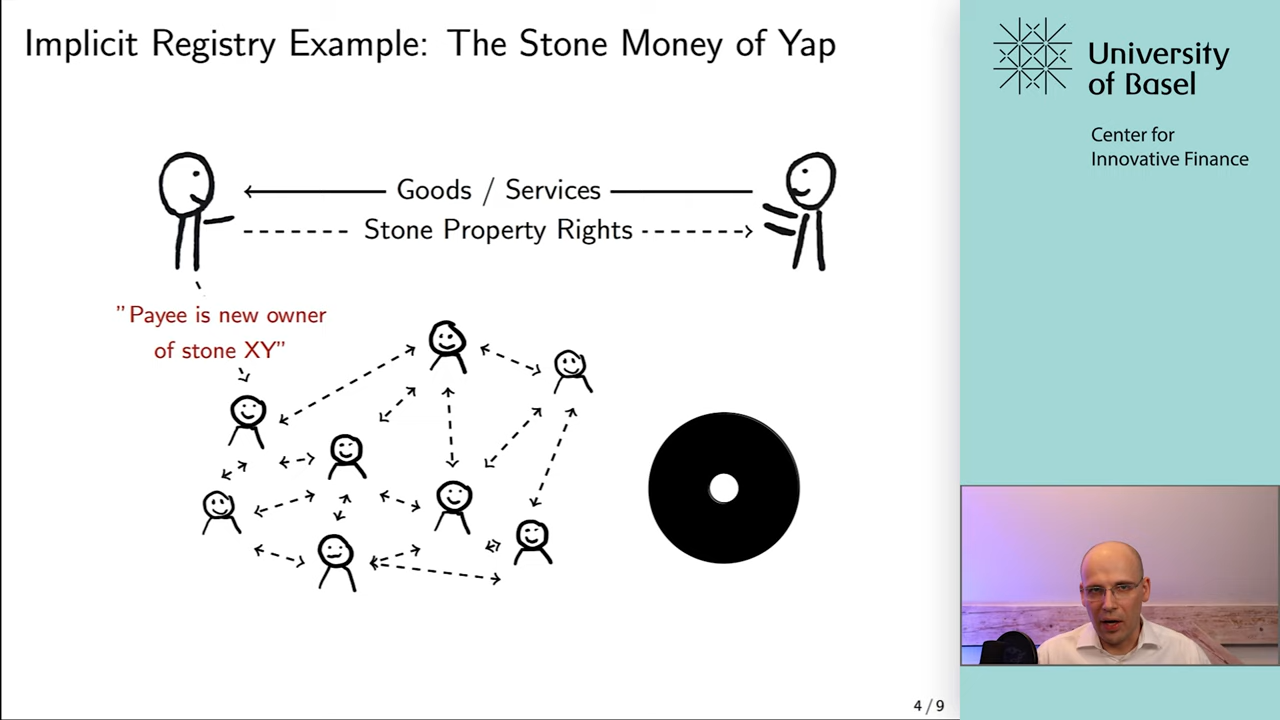 Implicit Registry Example: The Stone Money of Yap
University
of Basel
Center for
Innovative Finance
Goods / Services
Stone Property Rights
"Payee is new owner
of stone XY"
4 / 9